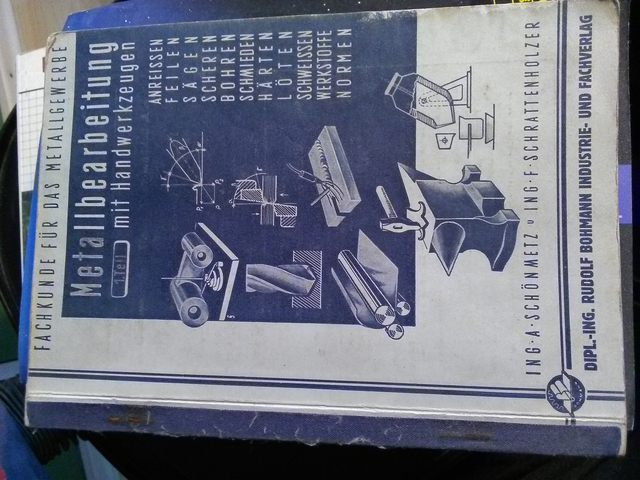 FACHKUNDE FÜR DAS METALLGEWERBE
Metallbearbeitung
1. Teil
mit Handwerkzeugen
ANREISSEN
FEILEN
SÄGEN
SCHEREN
BOHREN
SCHMIEDEN
HÄRTEN
LÖTEN
SCHWEISSEN
WERKSTOFFE
NORMEN
ING·A·SCHÖNMETZ u ING·F·SCHRATTENHOLZER
DIPL.-ING. RUDOLF BOHMANN INDUSTRIE- UND FACHVERLAG